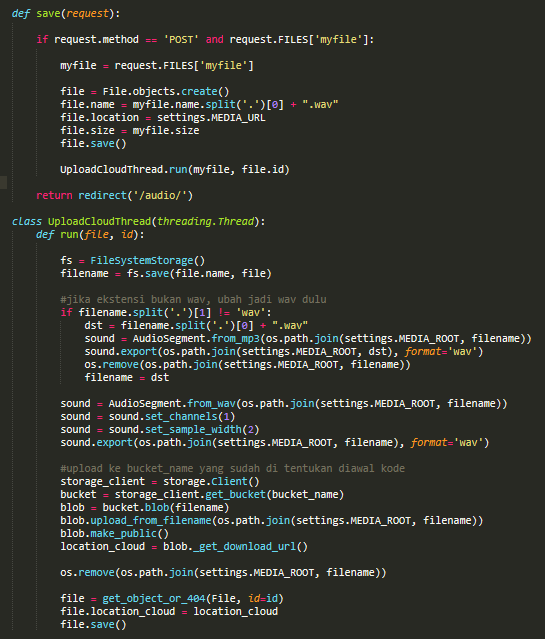 def save(request):
if request.method == 'POST' and request.FILES['myfile']:
myfile = request.FILES['myfile']
file = File.objects.create()
file.name = myfile.name.split('.')[0] + ".wav"
file.location = settings.MEDIA_URL
file.size = myfile.size
file.save()
UploadCloudThread.run(myfile, file.id)
return redirect('/audio/')
class UploadCloudThread(threading.Thread):
def run(file, id):
fs = FileSystemStorage()
filename = fs.save(file.name, file)
#jika ekstensi bukan wav, ubah jadi wav dulu
if filename.split('.')[1] != 'wav':
dst = filename.split('.')[0] + ".wav"
sound = AudioSegment.from_mp3(os.path.join(settings.MEDIA_ROOT, filename))
sound.export(os.path.join(settings.MEDIA_ROOT, dst), format='wav')
os.remove(os.path.join(settings.MEDIA_ROOT, filename))
filename = dst
sound = AudioSegment.from_wav(os.path.join(settings.MEDIA_ROOT, filename))
sound = sound.set_channels(1)
sound = sound.set_sample_width(2)
sound.export(os.path.join(settings.MEDIA_ROOT, filename), format='wav')
#upload ke bucket_name yang sudah di tentukan diawal kode
storage_client = storage.Client()
bucket = storage_client.get_bucket(bucket_name)
blob = bucket.blob(filename)
blob.upload_from_filename(os.path.join(settings.MEDIA_ROOT, filename))
blob.make_public()
location_cloud = blob._get_download_url()
os.remove(os.path.join(settings.MEDIA_ROOT, filename))
file = get_object_or_404(File, id=id)
file.location_cloud = location_cloud
file.save()